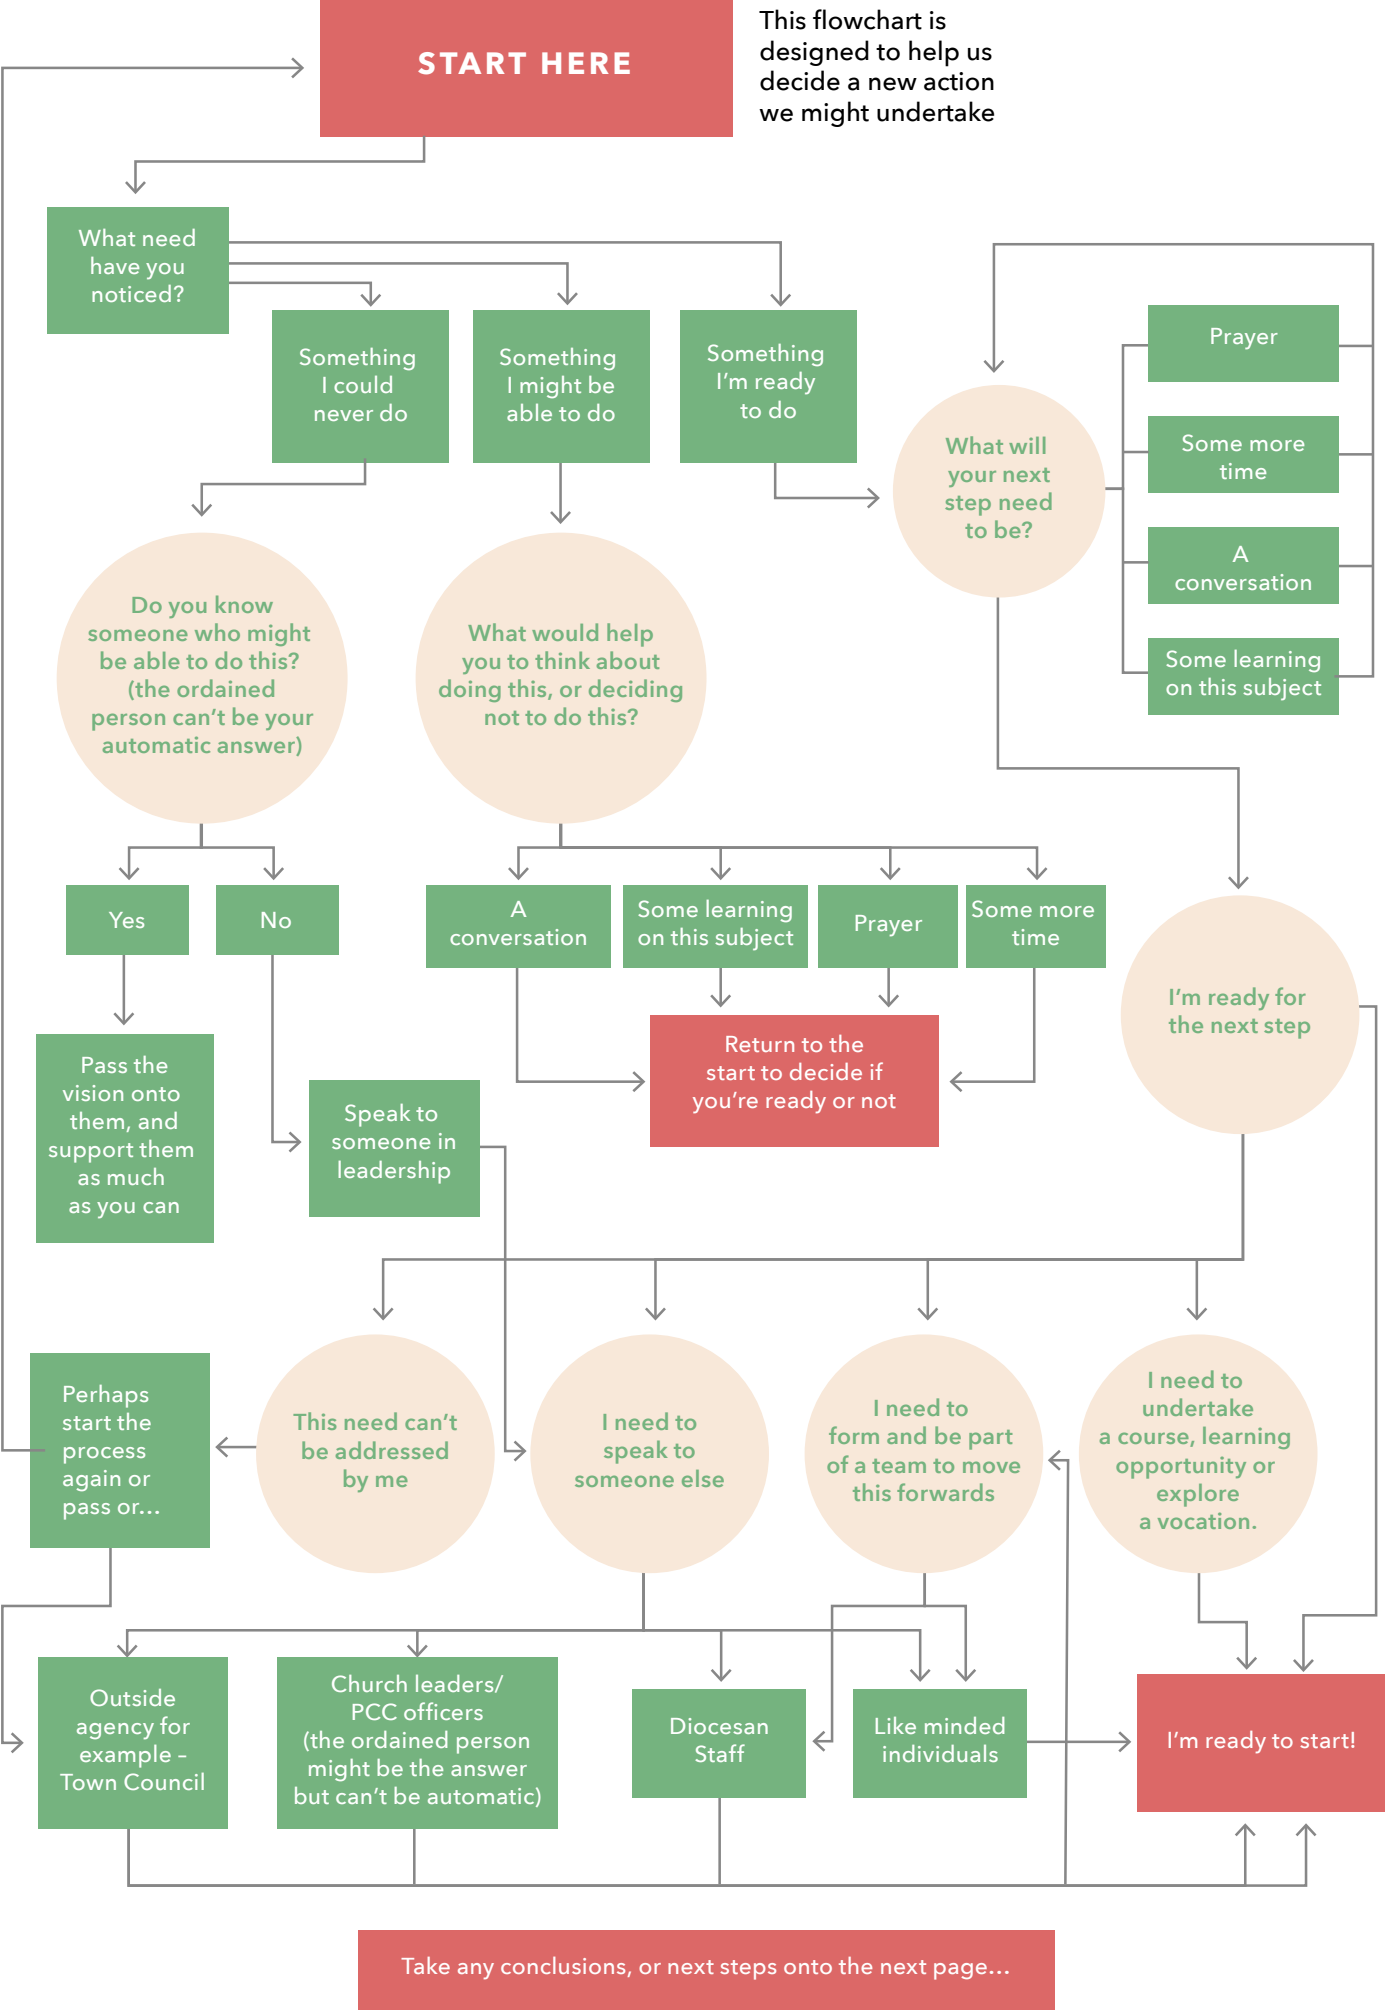 START HERE
This flowchart is
designed to help us
decide a new action
we might undertake
What need
have you
noticed?
Something
I could
never do
Something
I might be
able to do
Something
I’m ready
to do
What will
your next
step need
to be?
Prayer
Some more
time
A
conversation
Some learning
on this subject
Do you know
someone who might
be able to do this?
(the ordained
person can’t be your
automatic answer)
What would help
you to think about
doing this, or deciding
not to do this?
Yes
No
A
conversation
Some learning
on this subject
Prayer
Some more
time
I’m ready for
the next step
Pass the
vision onto
them, and
support them
as much
as you can
Speak to
someone in
leadership
Return to the
start to decide if
you’re ready or not
Perhaps
start the
process
again or
pass or…
This need can’t
be addressed
by me
I need to
speak to
someone else
I need to
form and be part
of a team to move
this forwards
I need to
undertake
a course, learning
opportunity or
explore
a vocation.
Outside
agency for
example –
Town Council
Church leaders/
PCC officers
(the ordained person
might be the answer
but can’t be automatic)
Diocesan
Staff
Like minded
individuals
I’m ready to start!
Take any conclusions, or next steps onto the next page…